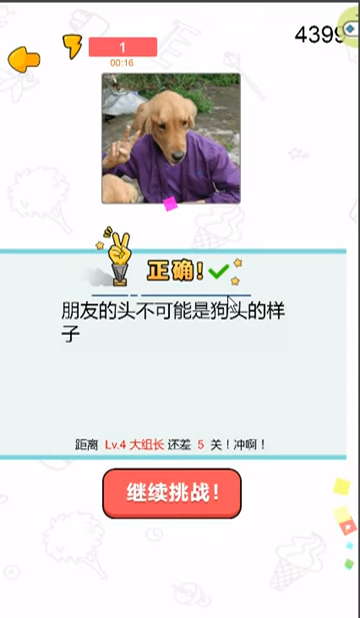 4399
1
00:16
正确!
朋友的头不可能是狗头的样
子
距离 Lv.4 大组长 还差 5 关！冲啊！
继续挑战!